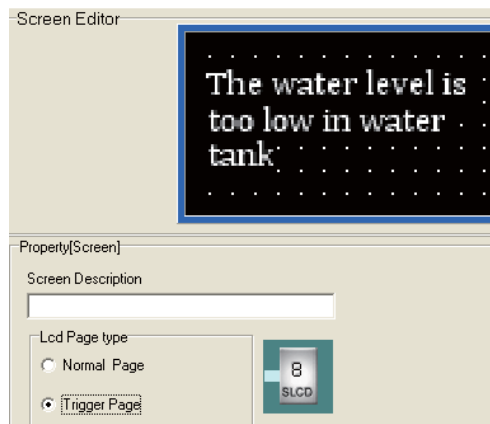 Screen Editor
The water level is
too low in water
tank
Property[Screen]
Screen Description
Lcd Page type
Normal Page
Trigger Page
8
SLCD